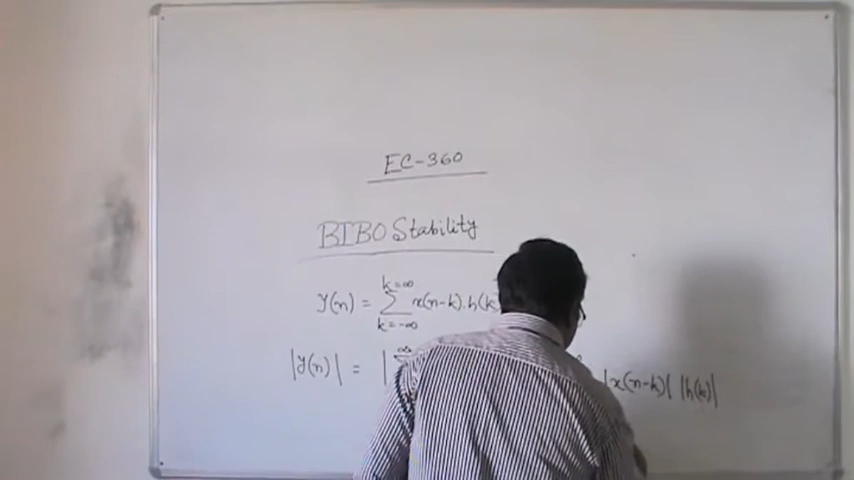 EC-360
BIBO Stability
y(n) = k=∞ ∑ k=-∞ x(n-k).h(k
|y(n)| = | ∞ |x(n-k)| |h(k)|